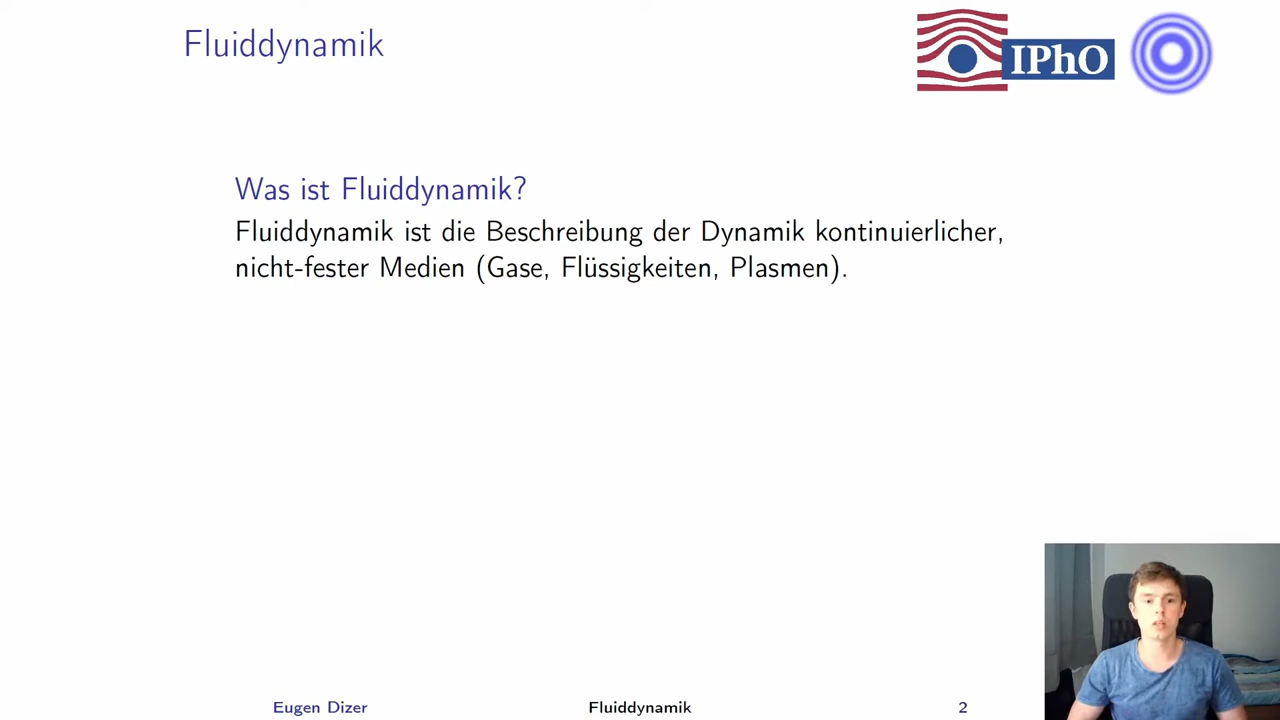 Fluiddynamik
IPhO
Was ist Fluiddynamik?
Fluiddynamik ist die Beschreibung der Dynamik kontinuierlicher,
nicht-fester Medien (Gase, Flüssigkeiten, Plasmen).
Eugen Dizer
Fluiddynamik
2